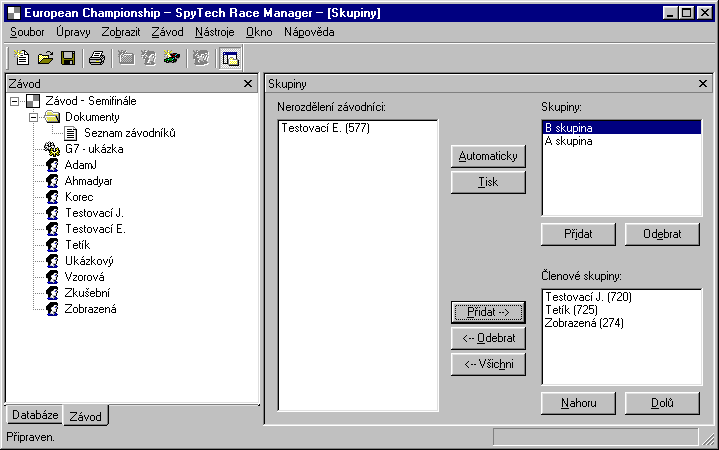 European Championship – SpyTech Race Manager – [Skupiny]
Soubor Úpravy Zobrazit Závod Nástroje Okno Nápověda
Závod
Závod - Semifinále
Dokumenty
Seznam závodníků
G7 - ukázka
AdamJ
Ahmadyar
Korec
Testovací J.
Testovací E.
Tetík
Ukázkový
Vzorová
Zkušební
Zobrazená
Databáze Závod
Skupiny
Nerozdělení závodníci:
Testovací E. (577)
Automaticky
Tisk
Přidat -->
<-- Odebrat
<-- Všichni
Skupiny:
B skupina
A skupina
Přidat Odebrat
Členové skupiny:
Testovací J. (720)
Tetík (725)
Zobrazená (274)
Nahoru Dolů
Připraven.